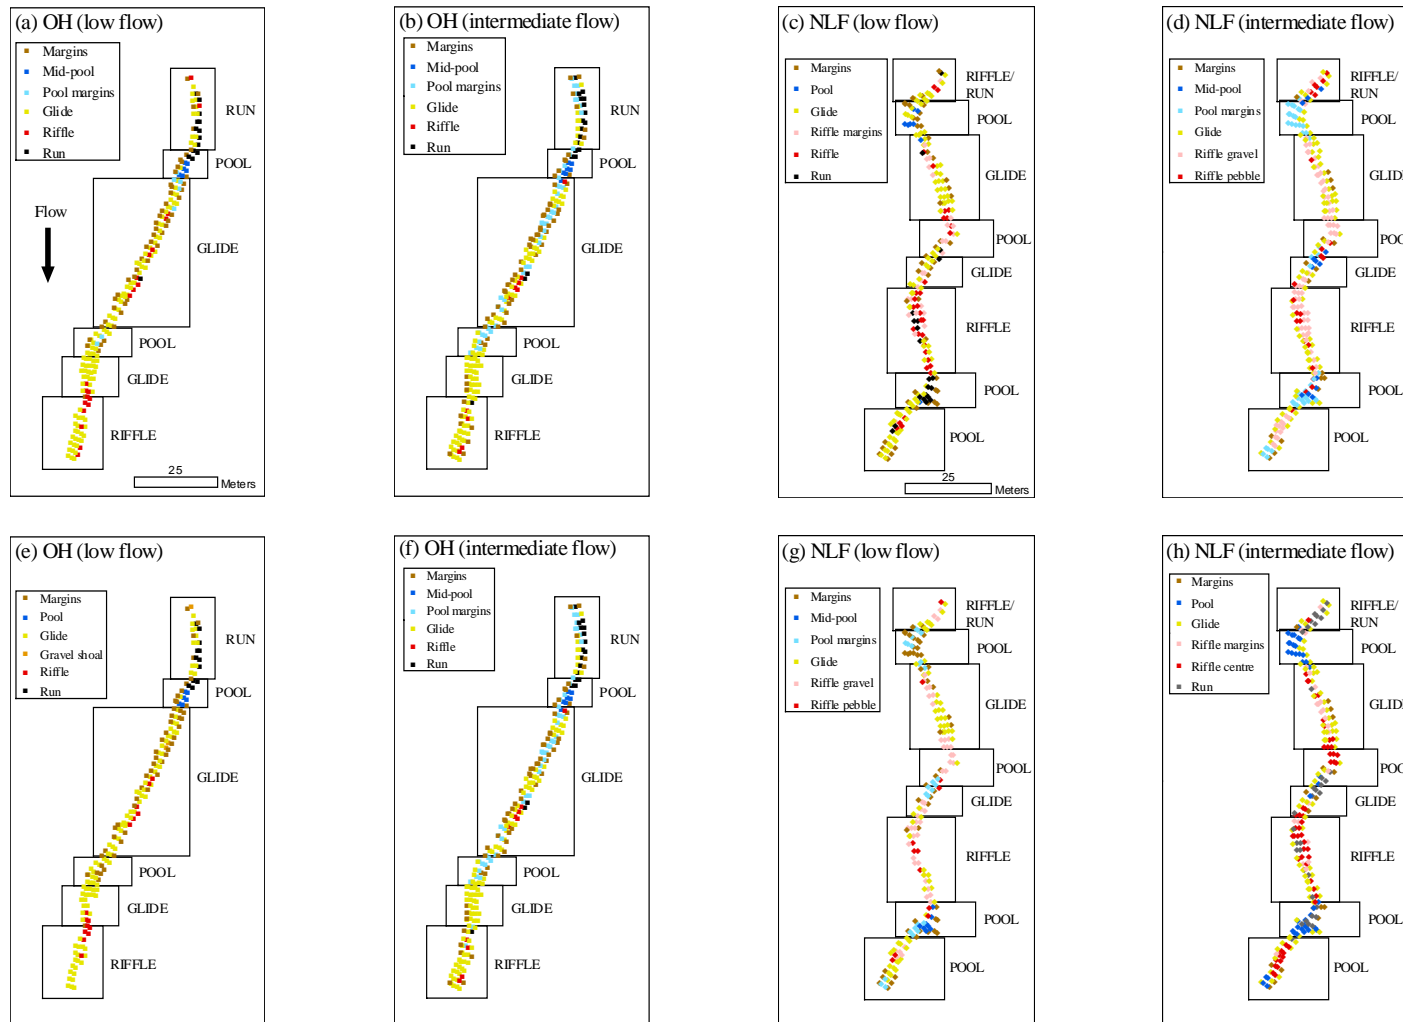 (a) OH (low flow)
Margins
Mid-pool
Pool margins
Glide
Riffle
Run
Flow
RUN
POOL
GLIDE
POOL
GLIDE
RIFFLE
25
Meters
(b) OH (intermediate flow)
Margins
Mid-pool
Pool margins
Glide
Riffle
Run
RUN
POOL
GLIDE
POOL
GLIDE
RIFFLE
(c) NLF (low flow)
Margins
Pool
Glide
Riffle margins
Riffle
Run
RIFFLE/
RUN
POOL
GLIDE
POOL
GLIDE
RIFFLE
POOL
POOL
25
Meters
(d) NLF (intermediate flow)
Margins
Mid-pool
Pool margins
Glide
Riffle gravel
Riffle pebble
RIFFLE/
RUN
POOL
GLIDE
POOL
GLIDE
RIFFLE
POOL
POOL
(e) OH (low flow)
Margins
Pool
Glide
Gravel shoal
Riffle
Run
RUN
POOL
GLIDE
POOL
GLIDE
RIFFLE
(f) OH (intermediate flow)
Margins
Mid-pool
Pool margins
Glide
Riffle
Run
RUN
POOL
GLIDE
POOL
GLIDE
RIFFLE
(g) NLF (low flow)
Margins
Mid-pool
Pool margins
Glide
Riffle gravel
Riffle pebble
RIFFLE/
RUN
POOL
GLIDE
POOL
GLIDE
RIFFLE
POOL
POOL
(h) NLF (intermediate flow)
Margins
Pool
Glide
Riffle margins
Riffle centre
Run
RIFFLE/
RUN
POOL
GLIDE
POOL
GLIDE
RIFFLE
POOL
POOL